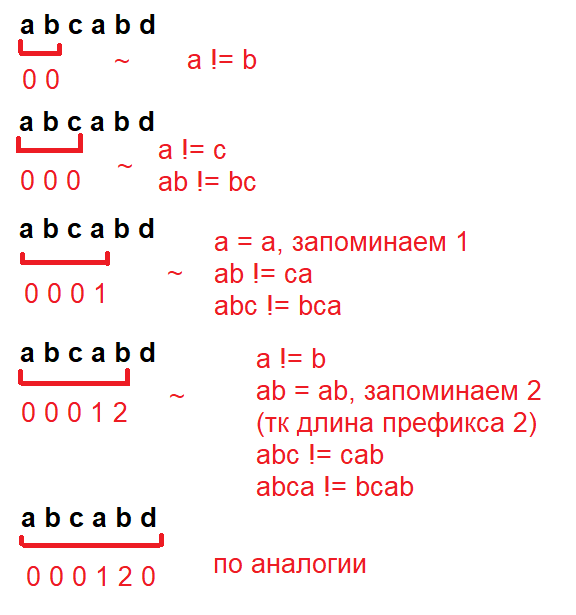 a b c a b d
0 0 ~ a != b
a b c a b d
a != c
0 0 0 ~
ab != bc
a b c a b d
a = a, запоминаем 1
ab != ca
0 0 0 1 ~
abc != bca
a b c a b d
a != b
ab = ab, запоминаем 2
0 0 0 1 2 ~
(тк длина префикса 2)
abc != cab
abca != bcab
a b c a b d
0 0 0 1 2 0 по аналогии